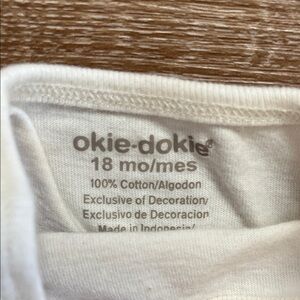 okie-dokie®
18 mo/mes
100% Cotton/Algodon
Exclusive of Decoration/
Exclusivo de Decoracion
Made in Indonesia/